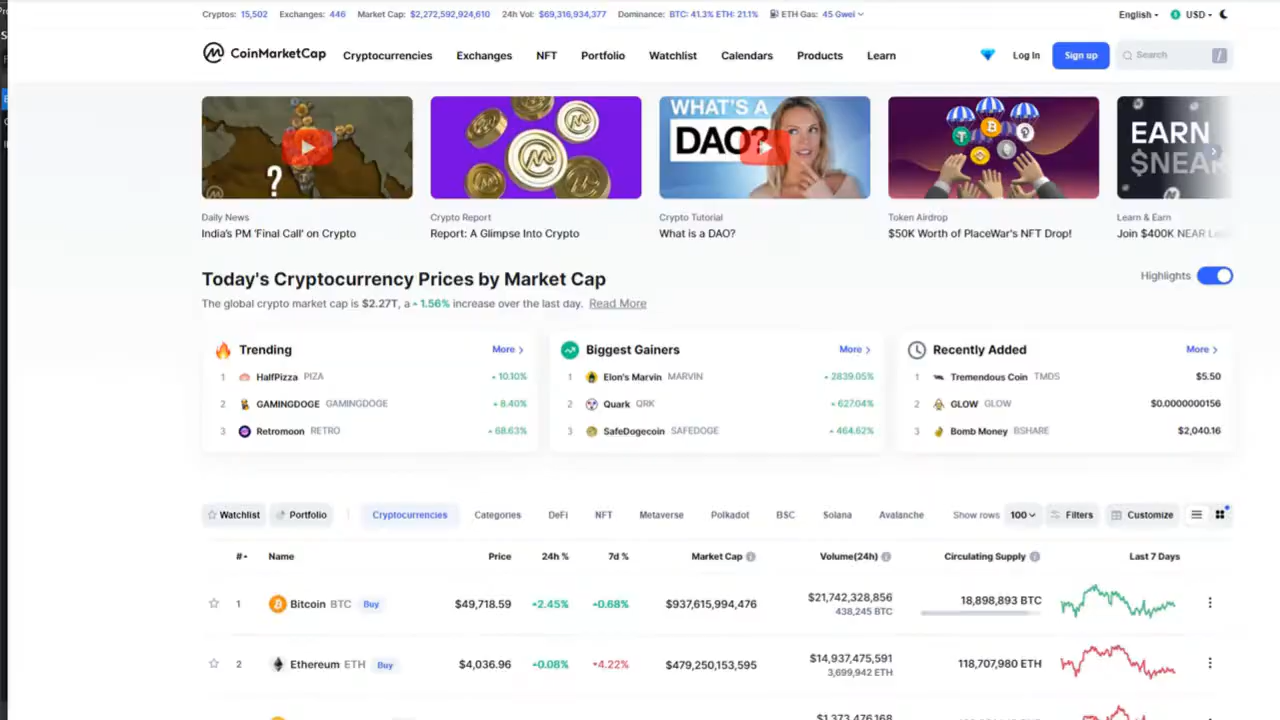 Cryptos: 15,502 Exchanges: 446 Market Cap: $2,272,592,924,610 24h Vol: $69,316,934,377 Dominance: BTC: 41.3% ETH: 21.1% ETH Gas: 45 Gwei English USD
CoinMarketCap Cryptocurrencies Exchanges NFT Portfolio Watchlist Calendars Products Learn Log In Sign up Search /
?
WHAT'S A
DAO?
EARN
$NEAR
Daily News Crypto Report Crypto Tutorial Token Airdrop Learn & Earn
India's PM 'Final Call' on Crypto Report: A Glimpse Into Crypto What is a DAO? $50K Worth of PlaceWar's NFT Drop! Join $400K NEAR
Today's Cryptocurrency Prices by Market Cap Highlights
The global crypto market cap is $2.27T, a 1.56% increase over the last day. Read More
Trending More Biggest Gainers More Recently Added More
1 HalfPizza PIZA 10.10% 1 Elon's Marvin MARVIN 2839.05% 1 Tremendous Coin TMDS $5.50
2 GAMINGDOGE GAMINGDOGE 8.40% 2 Quark QRK 627.04% 2 GLOW GLOW $0.0000000156
3 Retromoon RETRO 68.63% 3 SafeDogecoin SAFEDOGE 464.62% 3 Bomb Money BSHARE $2,040.16
Watchlist Portfolio Cryptocurrencies Categories DeFi NFT Metaverse Polkadot BSC Solana Avalanche Show rows 100 Filters Customize
# Name Price 24h % 7d % Market Cap Volume(24h) Circulating Supply Last 7 Days
1 Bitcoin BTC Buy $49,718.59 2.45% 0.68% $937,615,994,476 $21,742,328,856 18,898,893 BTC
438,245 BTC
2 Ethereum ETH Buy $4,036.96 0.08% 4.22% $479,250,153,595 $14,937,475,591 118,707,980 ETH
3,699,942 ETH